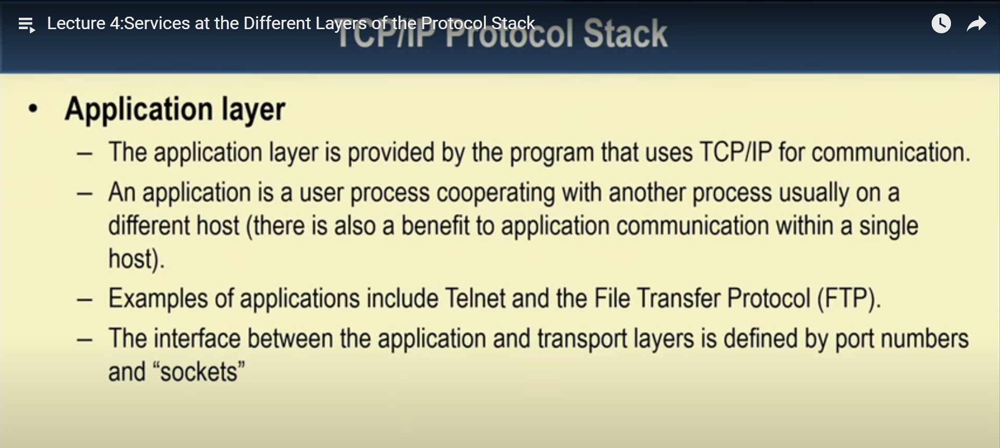 Lecture 4:Services at the Different Layers of the Protocol Stack
TCP/IP Protocol Stack
• Application layer
– The application layer is provided by the program that uses TCP/IP for communication.
– An application is a user process cooperating with another process usually on a
different host (there is also a benefit to application communication within a single
host).
– Examples of applications include Telnet and the File Transfer Protocol (FTP).
– The interface between the application and transport layers is defined by port numbers
and “sockets”